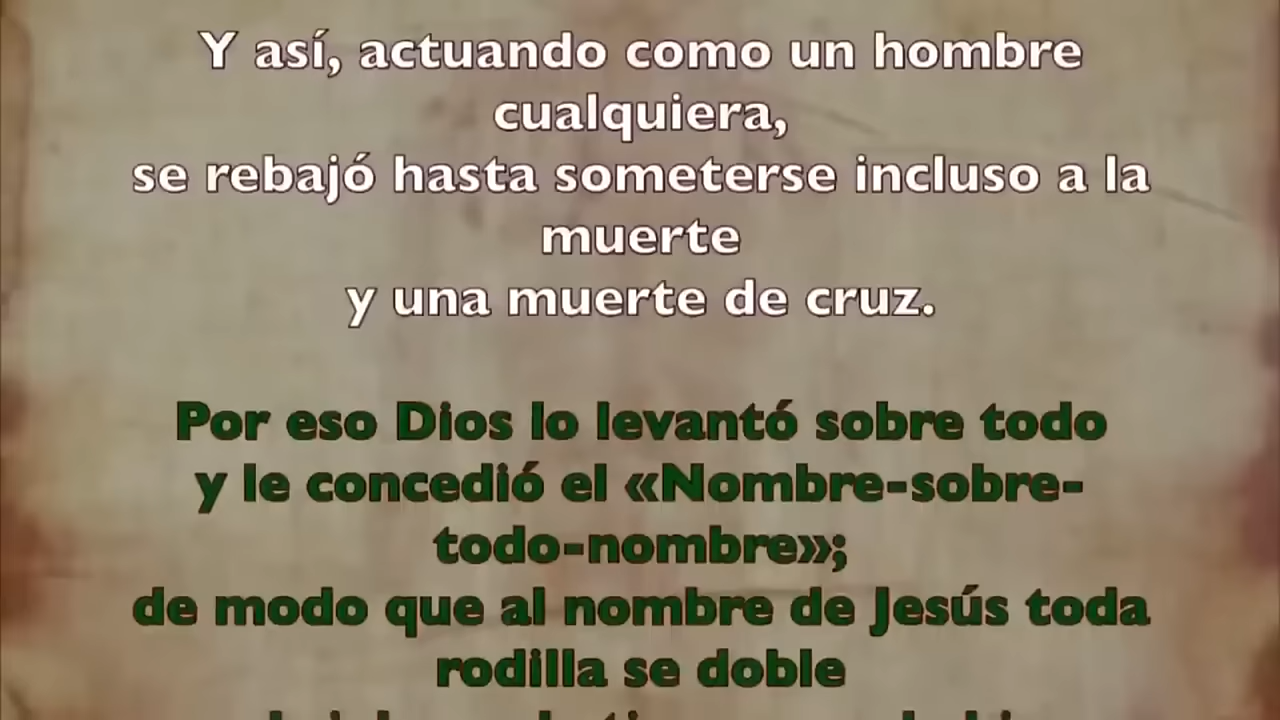 Y así, actuando como un hombre
cualquiera,
se rebajó hasta someterse incluso a la
muerte
y una muerte de cruz.
Por eso Dios lo levantó sobre todo
y le concedió el «Nombre-sobre-
todo-nombre»;
de modo que al nombre de Jesús toda
rodilla se doble